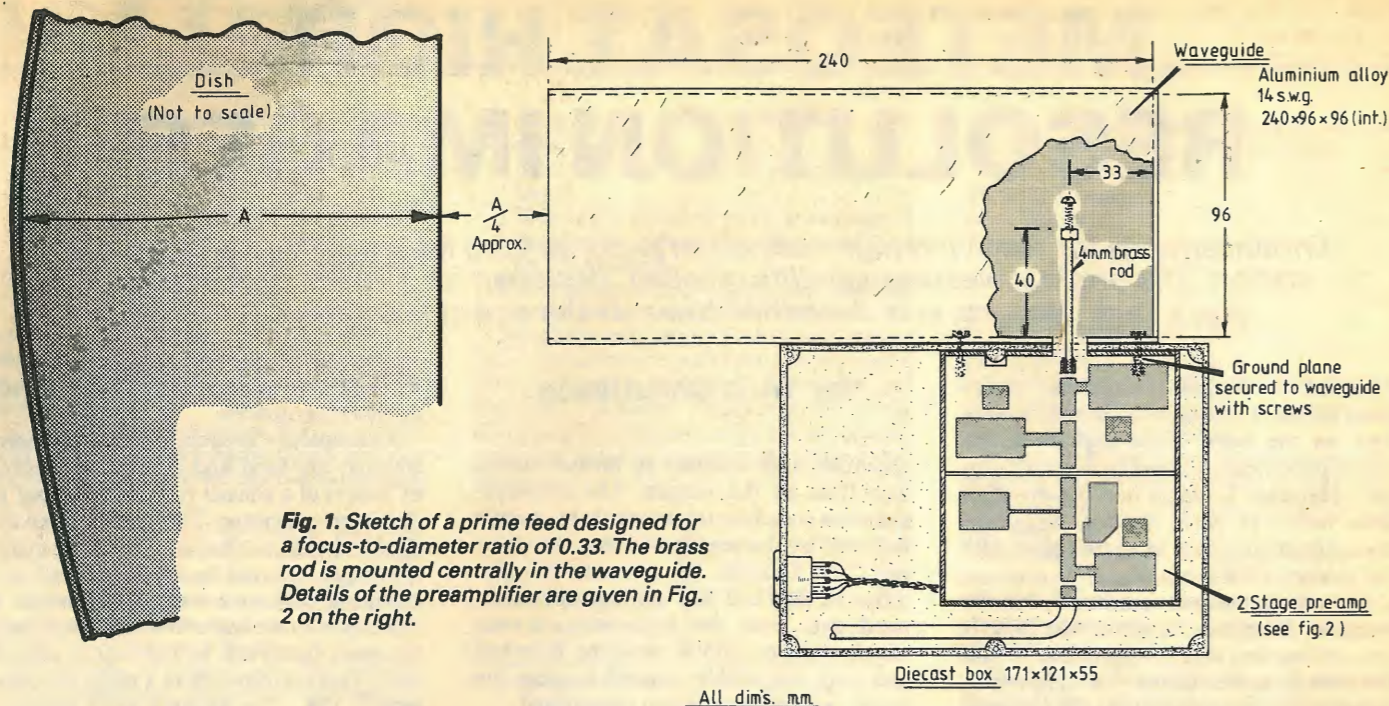 Dish
(Not to scale)
A
A
4
Approx.
240
Waveguide
Aluminium alloy
14 s.w.g.
240×96×96 (int.)
33
96
40
4m.m. brass
rod
Ground plane
secured to waveguide
with screws
Fig. 1. Sketch of a prime feed designed for
a focus-to-diameter ratio of 0.33. The brass
rod is mounted centrally in the waveguide.
Details of the preamplifier are given in Fig.
2 on the right.
2 Stage pre-amp
(see fig. 2)
Diecast box 171×121×55
All dim's. mm